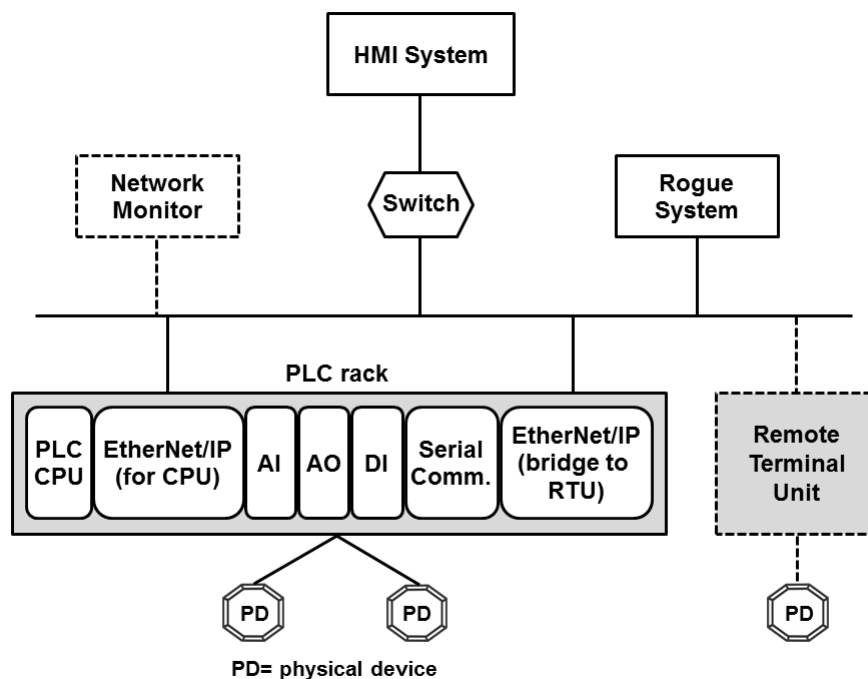 HMI System
Network
Monitor
Switch
Rogue
System
PLC rack
PLC
CPU
EtherNet/IP
(for CPU)
AI
AO
DI
Serial
Comm.
EtherNet/IP
(bridge to
RTU)
Remote
Terminal
Unit
PD
PD
PD
PD= physical device